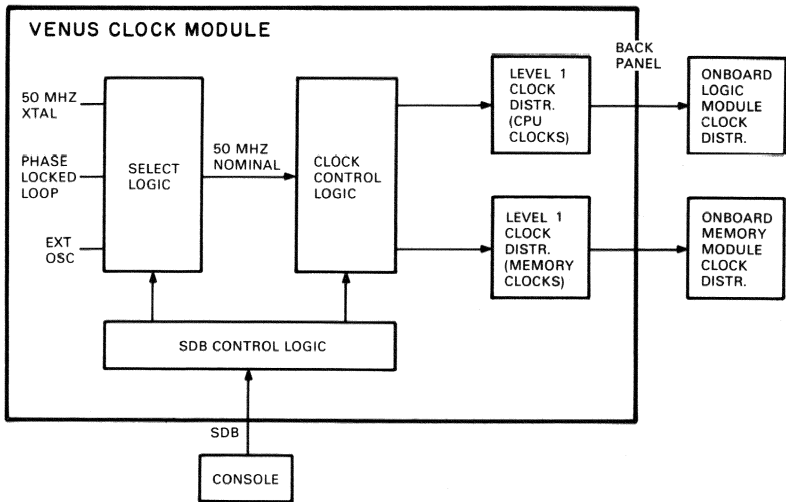 VENUS CLOCK MODULE
50 MHZ
XTAL
PHASE
LOCKED
LOOP
EXT
OSC
SELECT
LOGIC
50 MHZ
NOMINAL
CLOCK
CONTROL
LOGIC
LEVEL 1
CLOCK
DISTR.
(CPU
CLOCKS)
BACK
PANEL
ONBOARD
LOGIC
MODULE
CLOCK
DISTR.
LEVEL 1
CLOCK
DISTR.
(MEMORY
CLOCKS)
ONBOARD
MEMORY
MODULE
CLOCK
DISTR.
SDB CONTROL LOGIC
SDB
CONSOLE